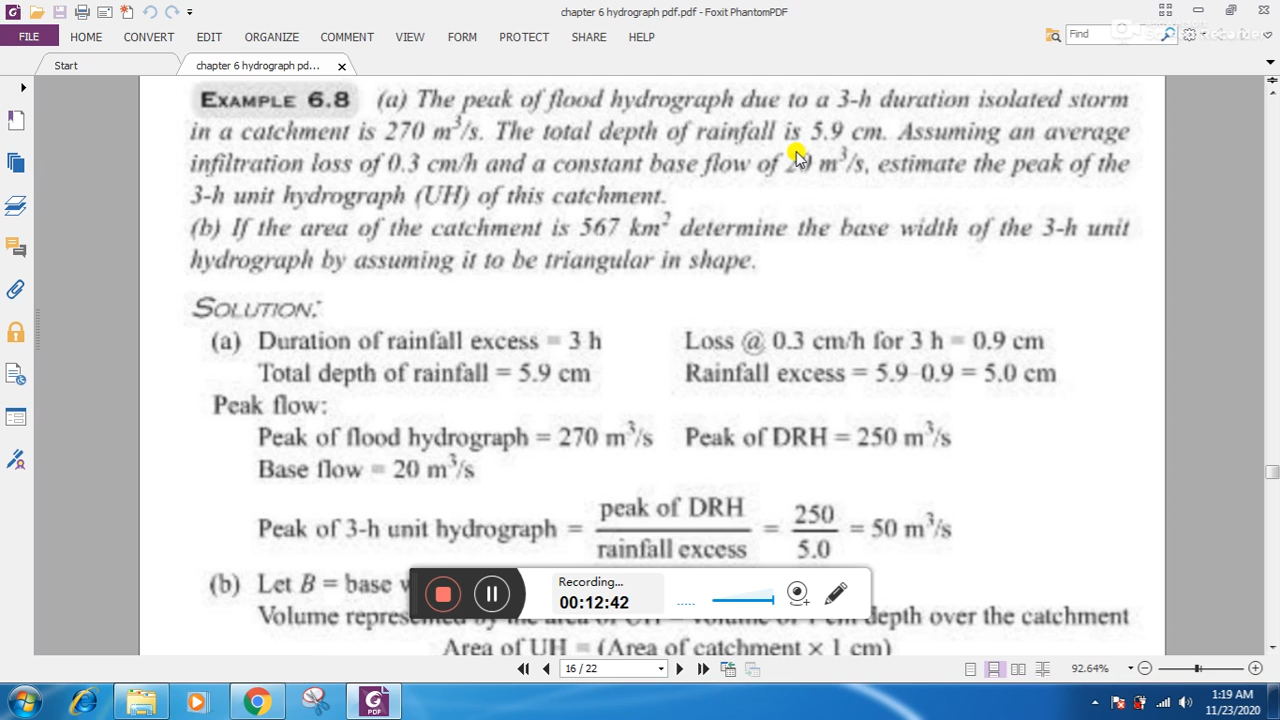 chapter 6 hydrograph pdf.pdf - Foxit PhantomPDF
FILE HOME CONVERT EDIT ORGANIZE COMMENT VIEW FORM PROTECT SHARE HELP Find
Start chapter 6 hydrograph pd...
EXAMPLE 6.8 (a) The peak of flood hydrograph due to a 3-h duration isolated storm
in a catchment is 270 m³/s. The total depth of rainfall is 5.9 cm. Assuming an average
infiltration loss of 0.3 cm/h and a constant base flow of 20 m³/s, estimate the peak of the
3-h unit hydrograph (UH) of this catchment.
(b) If the area of the catchment is 567 km² determine the base width of the 3-h unit
hydrograph by assuming it to be triangular in shape.
SOLUTION:
(a) Duration of rainfall excess = 3 h Loss @ 0.3 cm/h for 3 h = 0.9 cm
Total depth of rainfall = 5.9 cm Rainfall excess = 5.9 0.9 = 5.0 cm
Peak flow:
Peak of flood hydrograph = 270 m³/s Peak of DRH = 250 m³/s
Base flow = 20 m³/s
Peak of 3-h unit hydrograph = peak of DRH / rainfall excess = 250 / 5.0 = 50 m³/s
(b) Let B = base
Recording...
00:12:42
Volume depth over the catchment
Area of UH = (Area of catchment × 1 cm)
16 / 22 92.64%
PDF
1:19 AM
11/23/2020